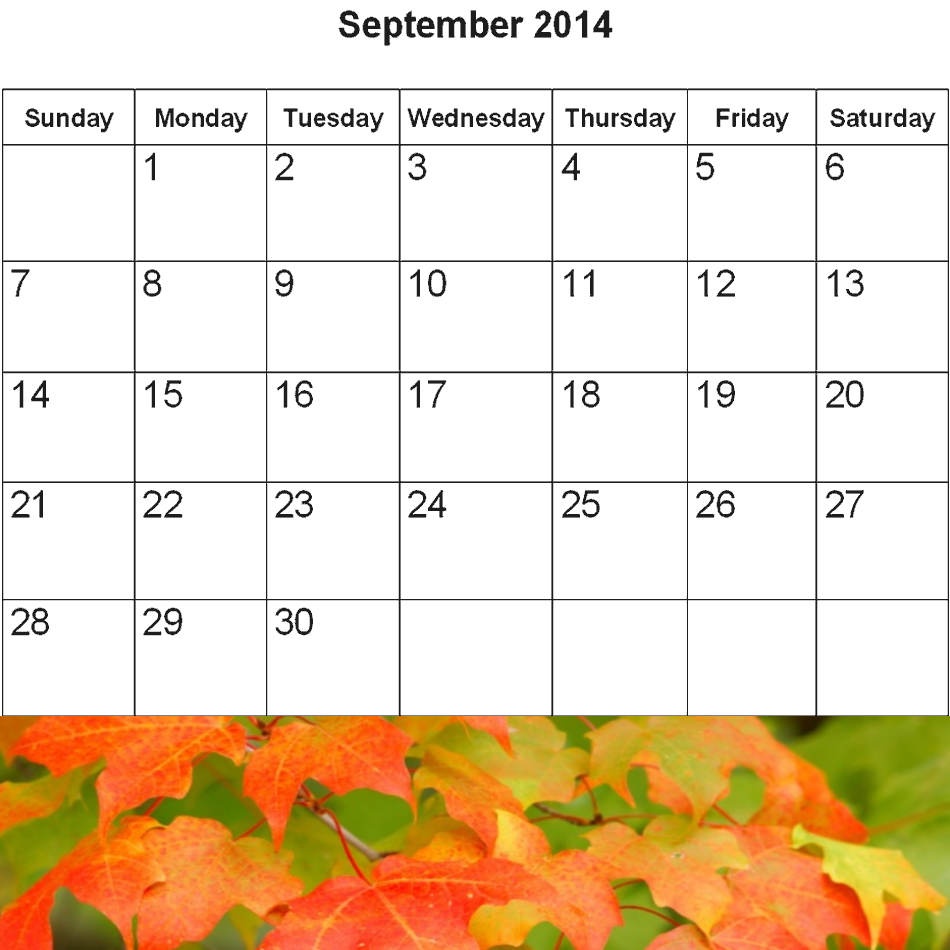 September 2014
Sunday Monday Tuesday Wednesday Thursday Friday Saturday
1 2 3 4 5 6
7 8 9 10 11 12 13
14 15 16 17 18 19 20
21 22 23 24 25 26 27
28 29 30